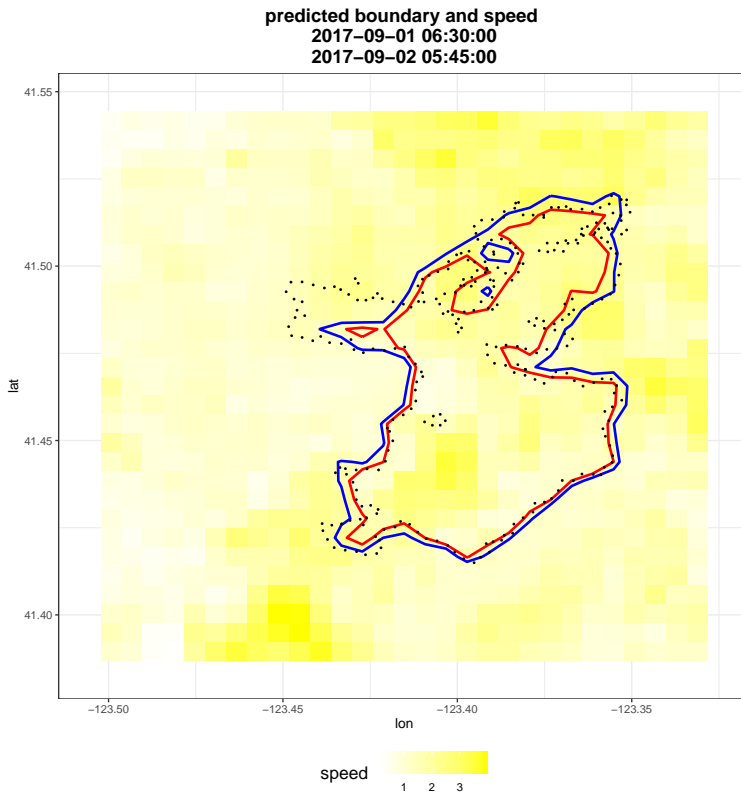 predicted boundary and speed
2017−09−01 06:30:00
2017−09−02 05:45:00
41.55
41.50
lat
41.45
41.40
−123.50 −123.45 −123.40 −123.35
lon
speed
1 2 3